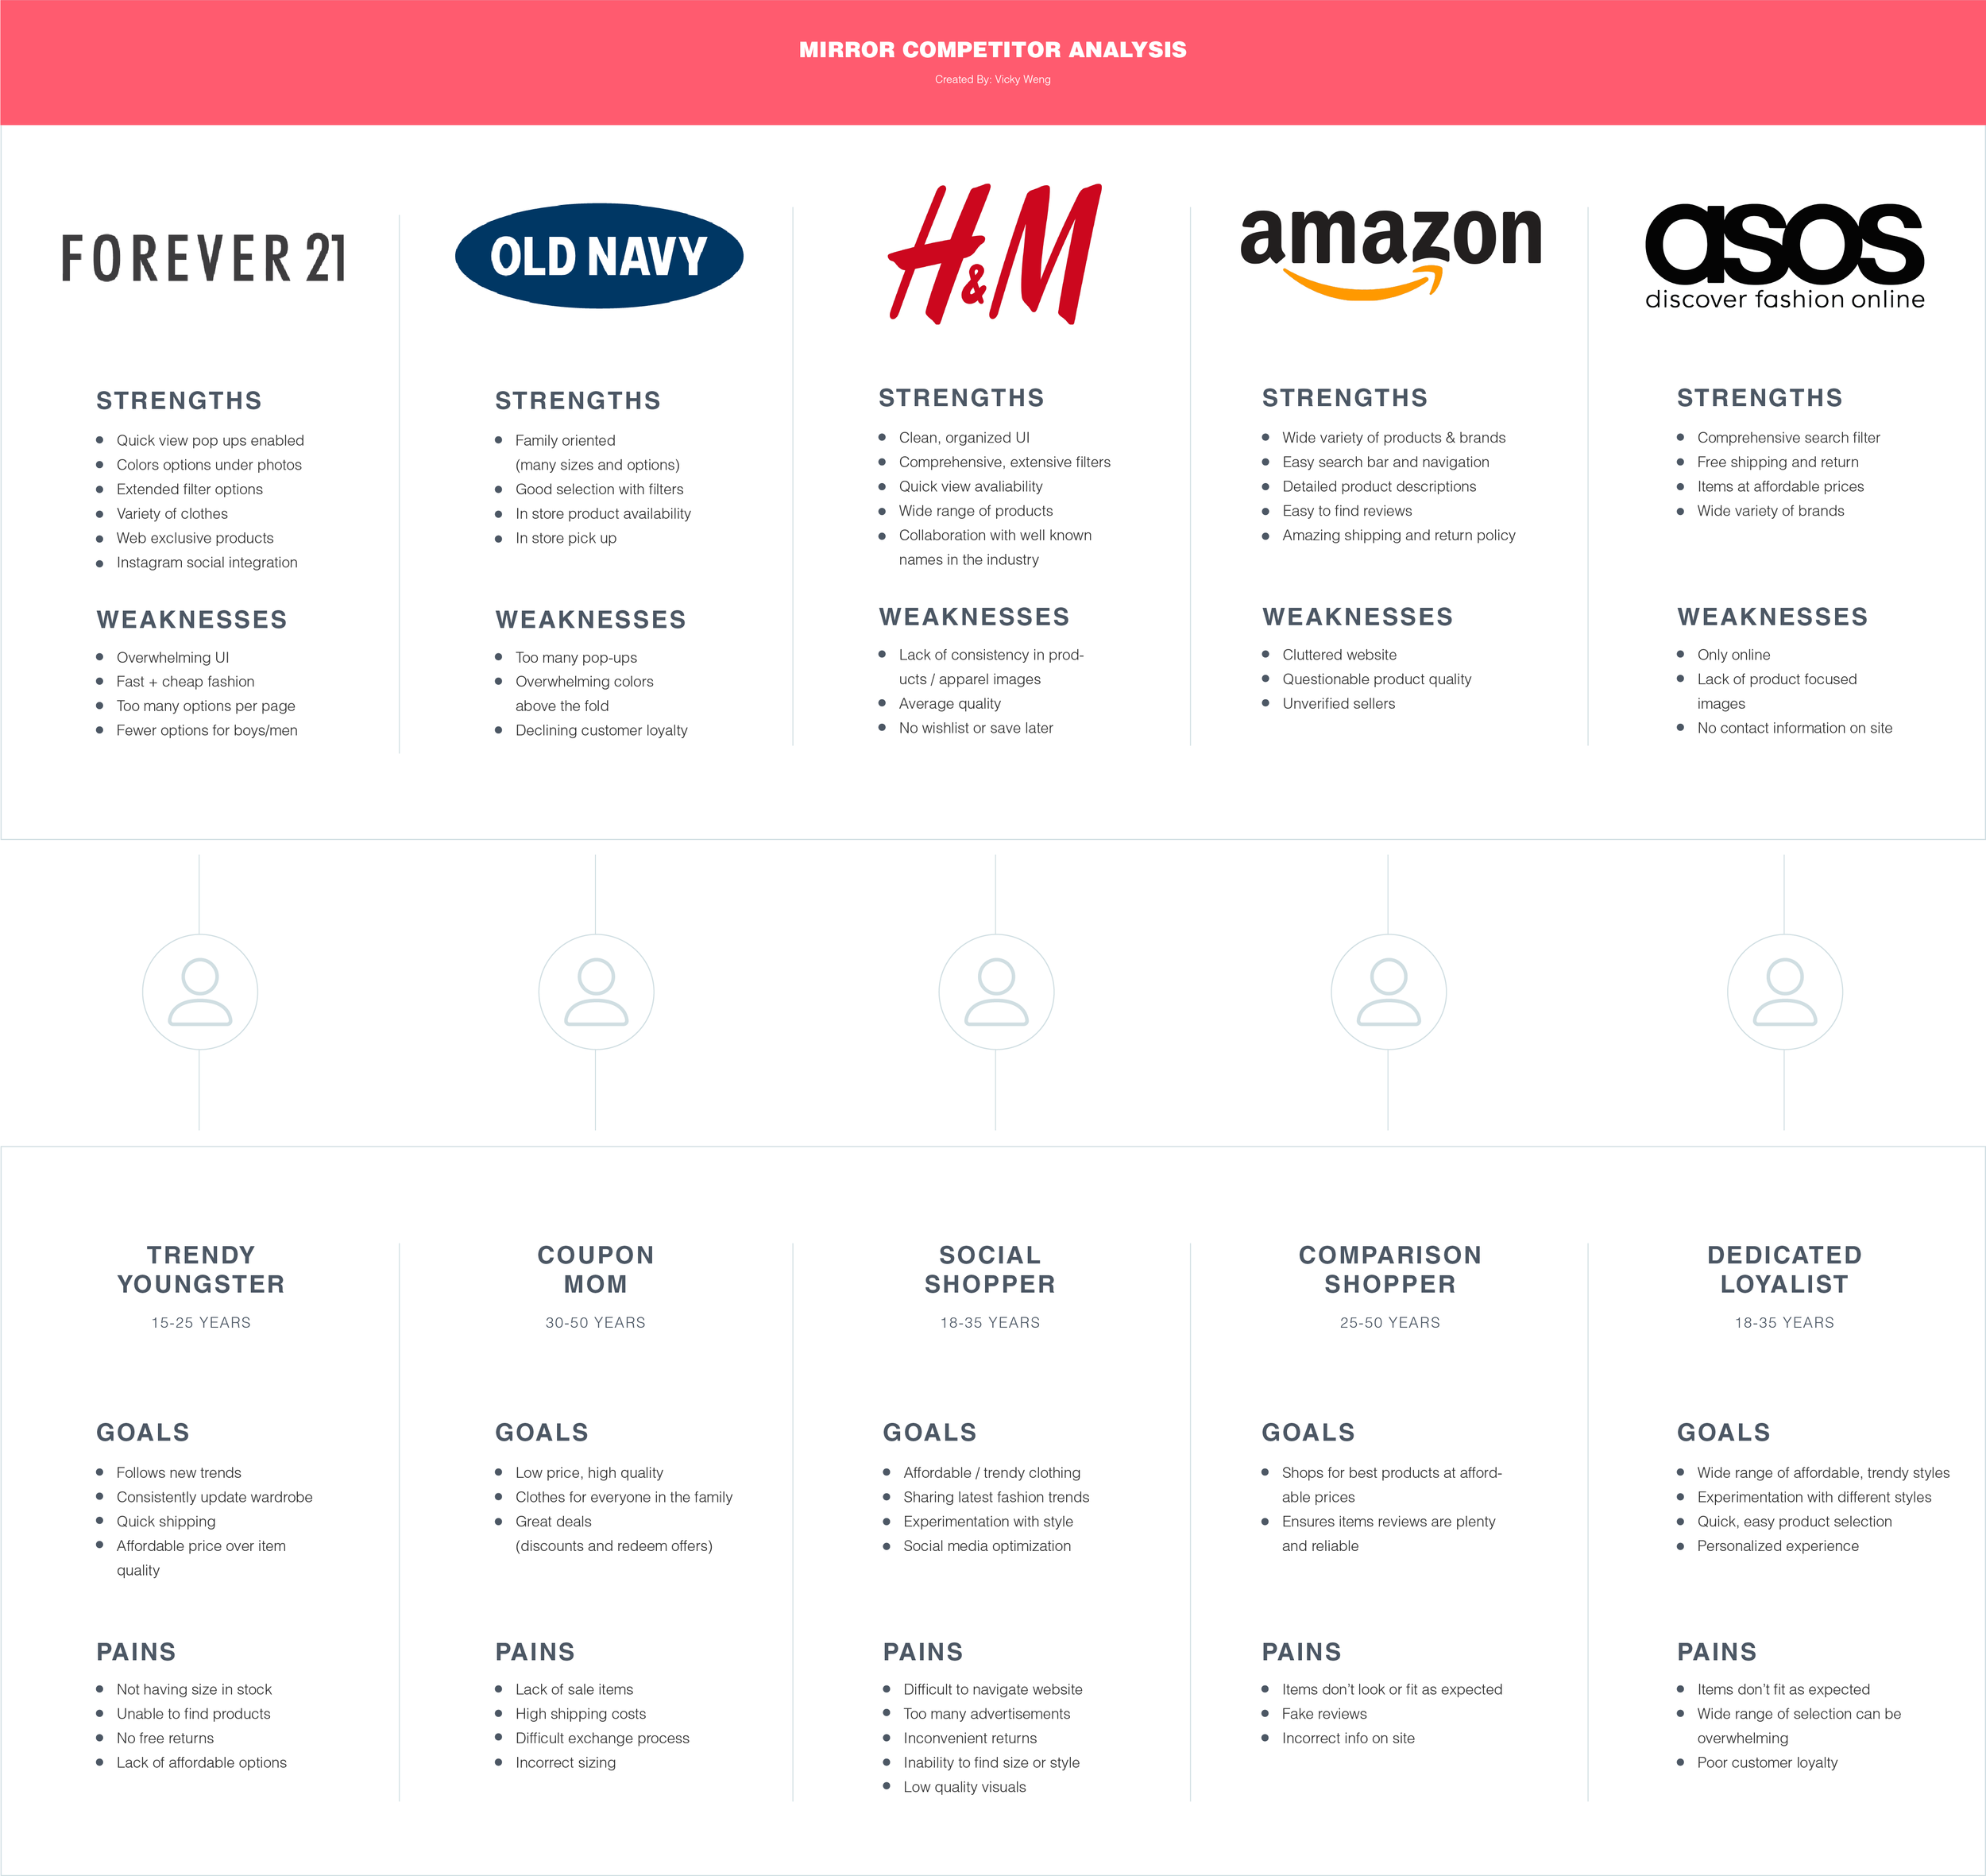 MIRROR COMPETITOR ANALYSIS
Created By: Vicky Weng
FOREVER 21
STRENGTHS
Quick view pop ups enabled
Colors options under photos
Extended filter options
Variety of clothes
Web exclusive products
Instagram social integration
WEAKNESSES
Overwhelming UI
Fast + cheap fashion
Too many options per page
Fewer options for boys/men
OLD NAVY
STRENGTHS
Family oriented
(many sizes and options)
Good selection with filters
In store product availability
In store pick up
WEAKNESSES
Too many pop-ups
Overwhelming colors
above the fold
Declining customer loyalty
H&M
STRENGTHS
Clean, organized UI
Comprehensive, extensive filters
Quick view avaliability
Wide range of products
Collaboration with well known
names in the industry
WEAKNESSES
Lack of consistency in prod-
ucts / apparel images
Average quality
No wishlist or save later
amazon
STRENGTHS
Wide variety of products & brands
Easy search bar and navigation
Detailed product descriptions
Easy to find reviews
Amazing shipping and return policy
WEAKNESSES
Cluttered website
Questionable product quality
Unverified sellers
asos
discover fashion online
STRENGTHS
Comprehensive search filter
Free shipping and return
Items at affordable prices
Wide variety of brands
WEAKNESSES
Only online
Lack of product focused
images
No contact information on site
TRENDY
YOUNGSTER
15-25 YEARS
GOALS
Follows new trends
Consistently update wardrobe
Quick shipping
Affordable price over item
quality
PAINS
Not having size in stock
Unable to find products
No free returns
Lack of affordable options
COUPON
MOM
30-50 YEARS
GOALS
Low price, high quality
Clothes for everyone in the family
Great deals
(discounts and redeem offers)
PAINS
Lack of sale items
High shipping costs
Difficult exchange process
Incorrect sizing
SOCIAL
SHOPPER
18-35 YEARS
GOALS
Affordable / trendy clothing
Sharing latest fashion trends
Experimentation with style
Social media optimization
PAINS
Difficult to navigate website
Too many advertisements
Inconvenient returns
Inability to find size or style
Low quality visuals
COMPARISON
SHOPPER
25-50 YEARS
GOALS
Shops for best products at afford-
able prices
Ensures items reviews are plenty
and reliable
PAINS
Items don't look or fit as expected
Fake reviews
Incorrect info on site
DEDICATED
LOYALIST
18-35 YEARS
GOALS
Wide range of affordable, trendy styles
Experimentation with different styles
Quick, easy product selection
Personalized experience
PAINS
Items don't fit as expected
Wide range of selection can be
overwhelming
Poor customer loyalty